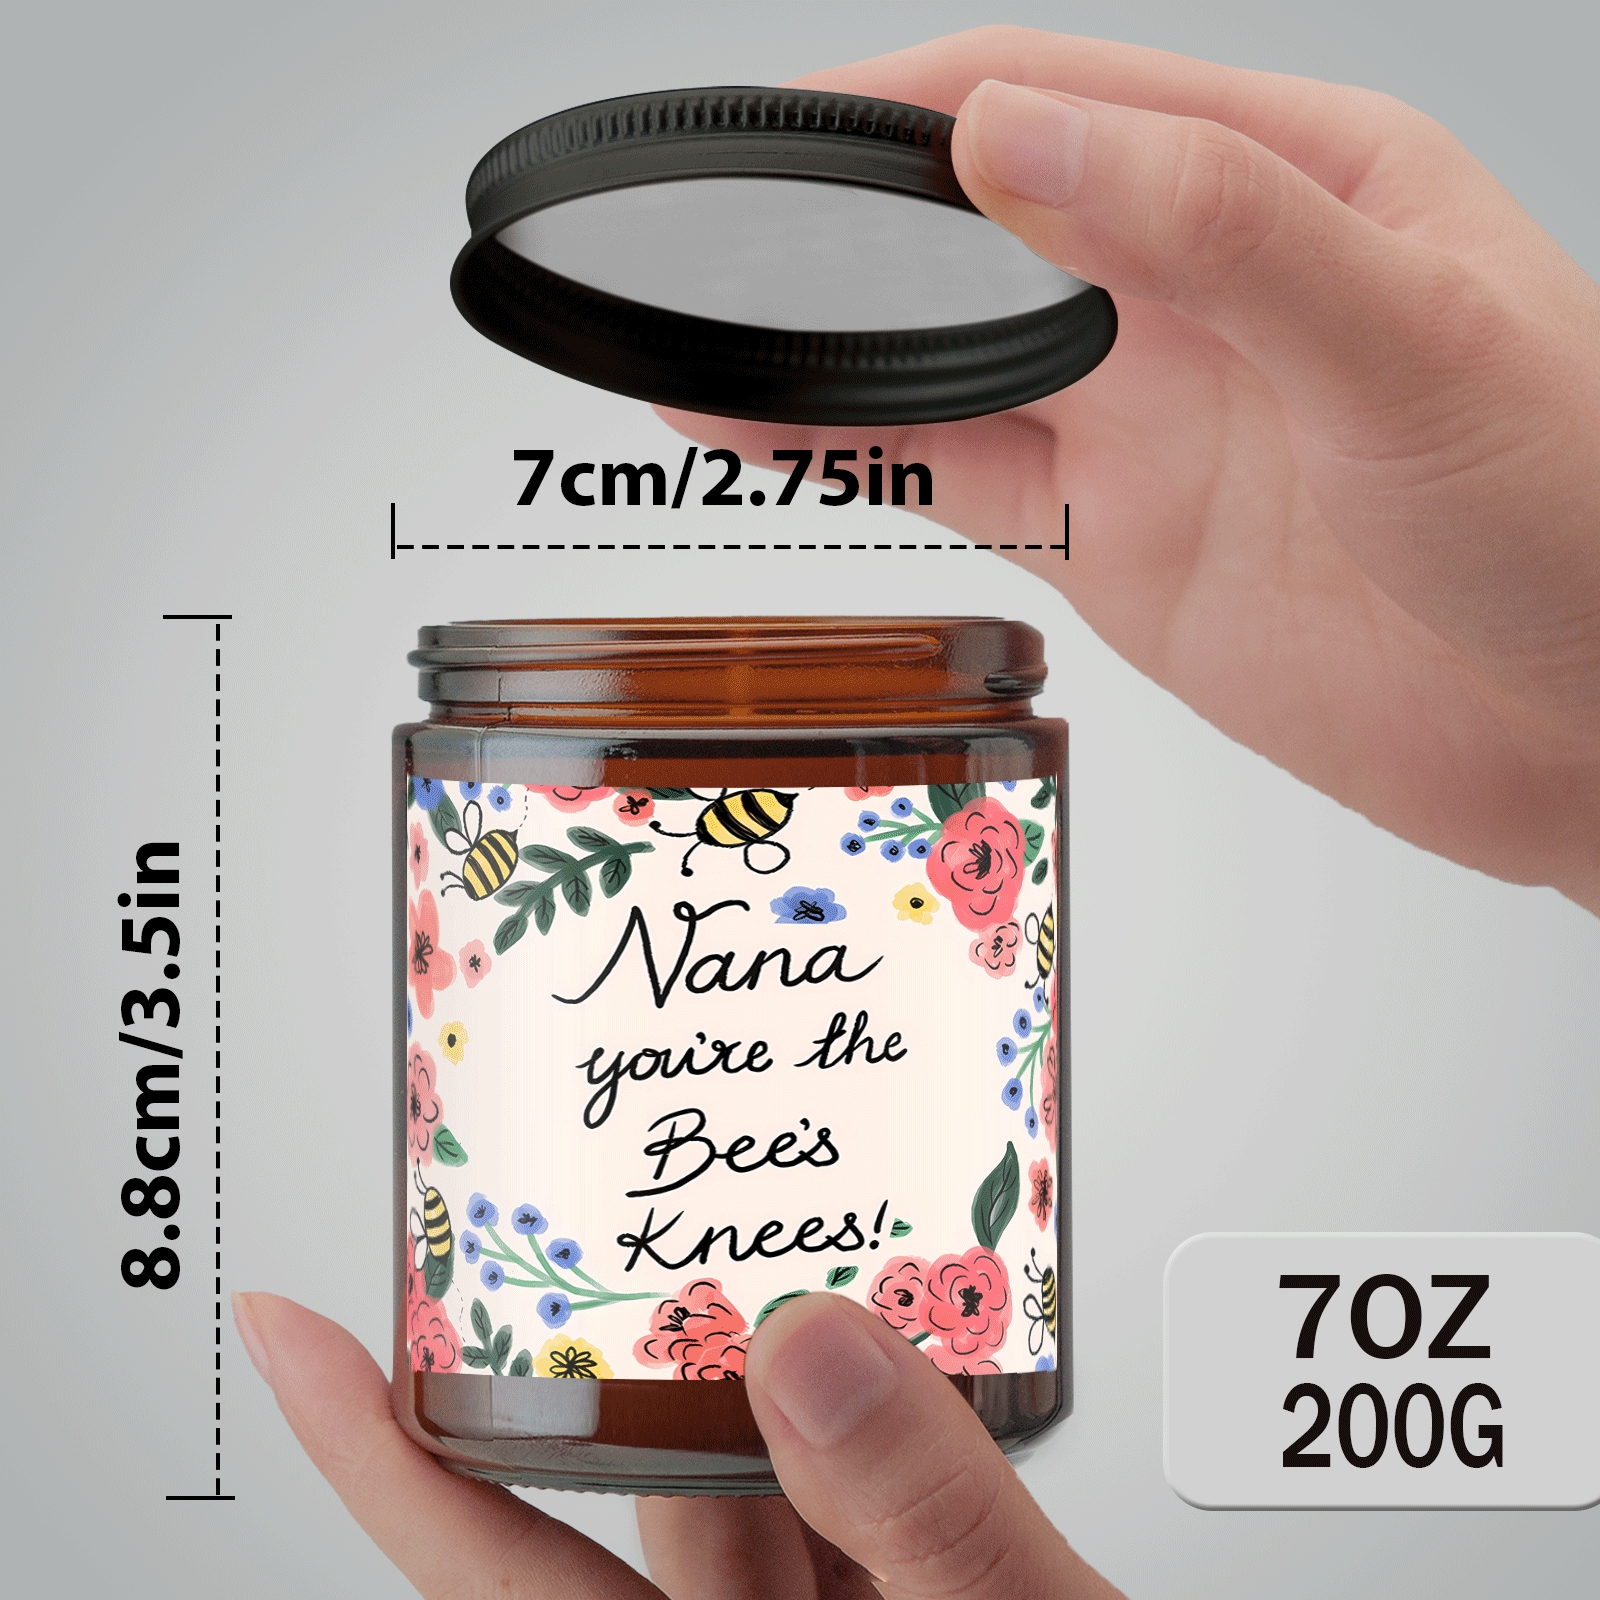 7cm/2.75in
8.8cm/3.5in
Nana
you're the
Bee's
Knees!
7OZ
200G